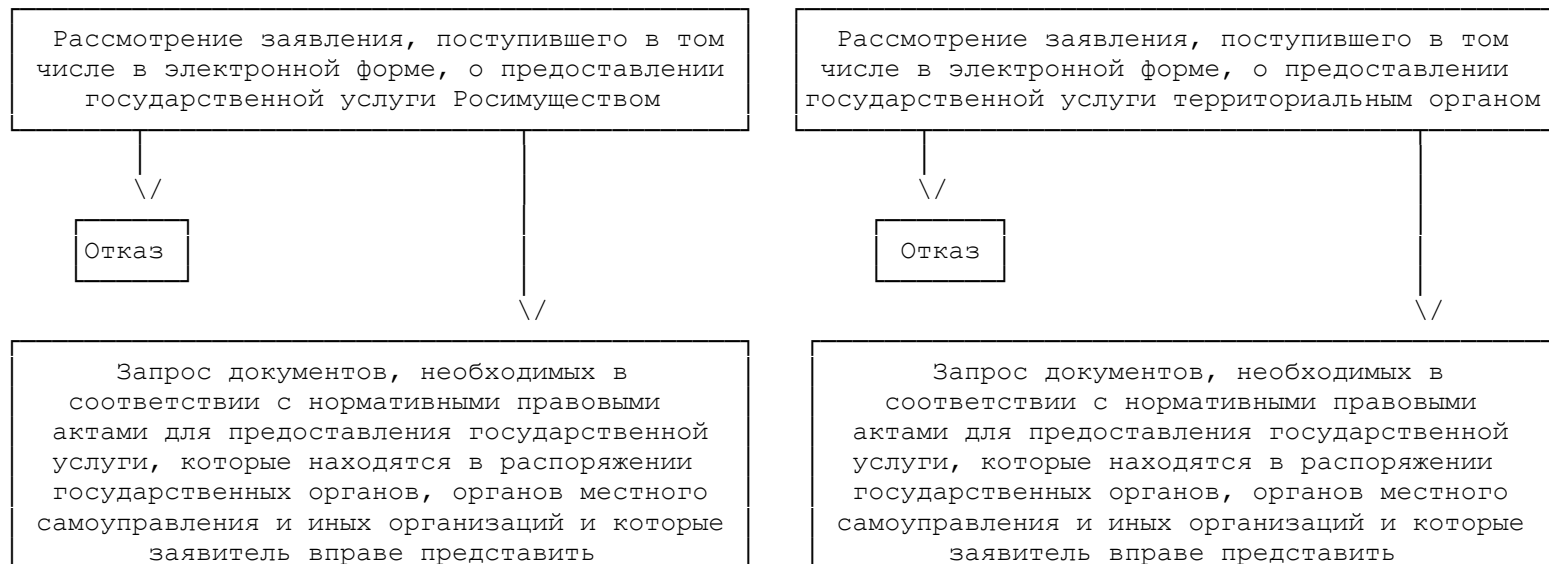 Рассмотрение заявления, поступившего в том
числе в электронной форме, о предоставлении
государственной услуги Росимуществом
Рассмотрение заявления, поступившего в том
числе в электронной форме, о предоставлении
государственной услуги территориальным органом
Отказ
Отказ
Запрос документов, необходимых в
соответствии с нормативными правовыми
актами для предоставления государственной
услуги, которые находятся в распоряжении
государственных органов, органов местного
самоуправления и иных организаций и которые
заявитель вправе представить
Запрос документов, необходимых в
соответствии с нормативными правовыми
актами для предоставления государственной
услуги, которые находятся в распоряжении
государственных органов, органов местного
самоуправления и иных организаций и которые
заявитель вправе представить